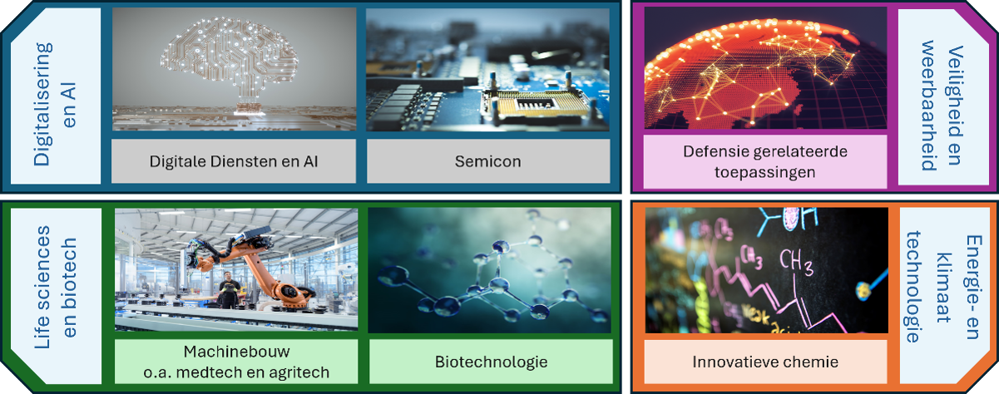 Digitalisering
en AI
Digitale Diensten en AI
Semicon
Defensie gerelateerde
toepassingen
Veiligheid en
weerbaarheid
Life sciences
en biotech
Machinebouw
o.a. medtech en agritech
Biotechnologie
CH₃
CH₃
CH₃
Innovatieve chemie
Energie- en
klimaat
technologie